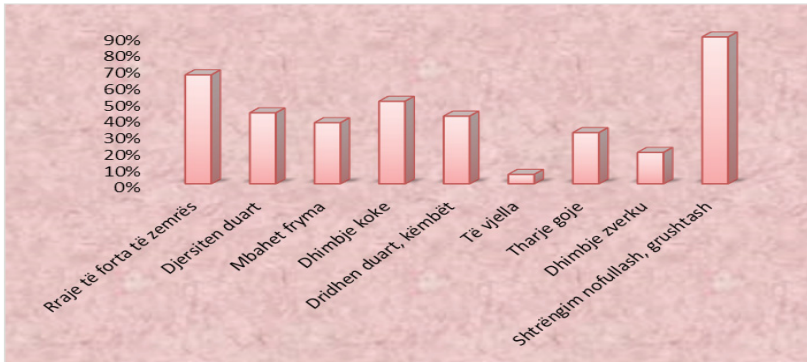 90%
80%
70%
60%
50%
40%
30%
20%
10%
0%
Rraje të forta të zemrës
Djersiten duart
Mbahet fryma
Dhimbje koke
Dridhen duart, këmbët
Të vjella
Tharje goje
Dhimbje zverku
Shtrëngim nofullash, grushtash